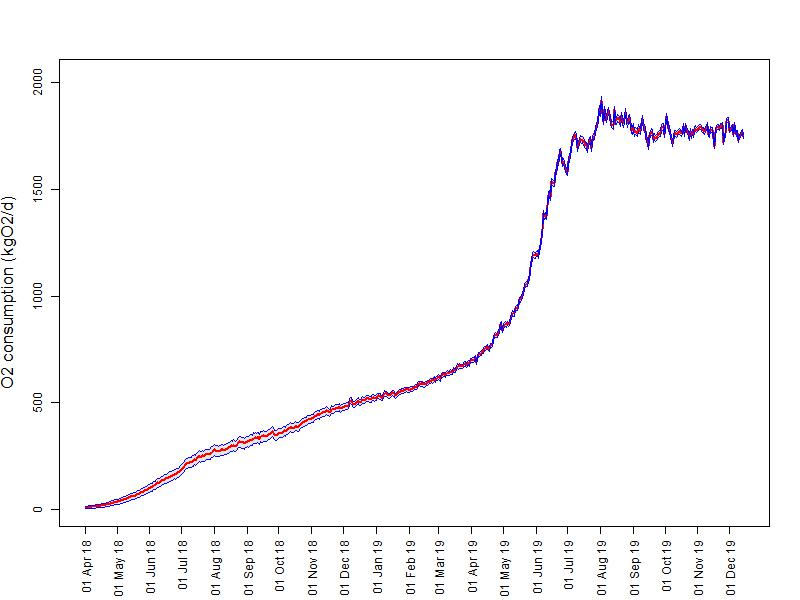 O2 consumption (kgO2/d)
2000
1500
1000
500
0
01 Apr 18
01 May 18
01 Jun 18
01 Jul 18
01 Aug 18
01 Sep 18
01 Oct 18
01 Nov 18
01 Dec 18
01 Jan 19
01 Feb 19
01 Mar 19
01 Apr 19
01 May 19
01 Jun 19
01 Jul 19
01 Aug 19
01 Sep 19
01 Oct 19
01 Nov 19
01 Dec 19